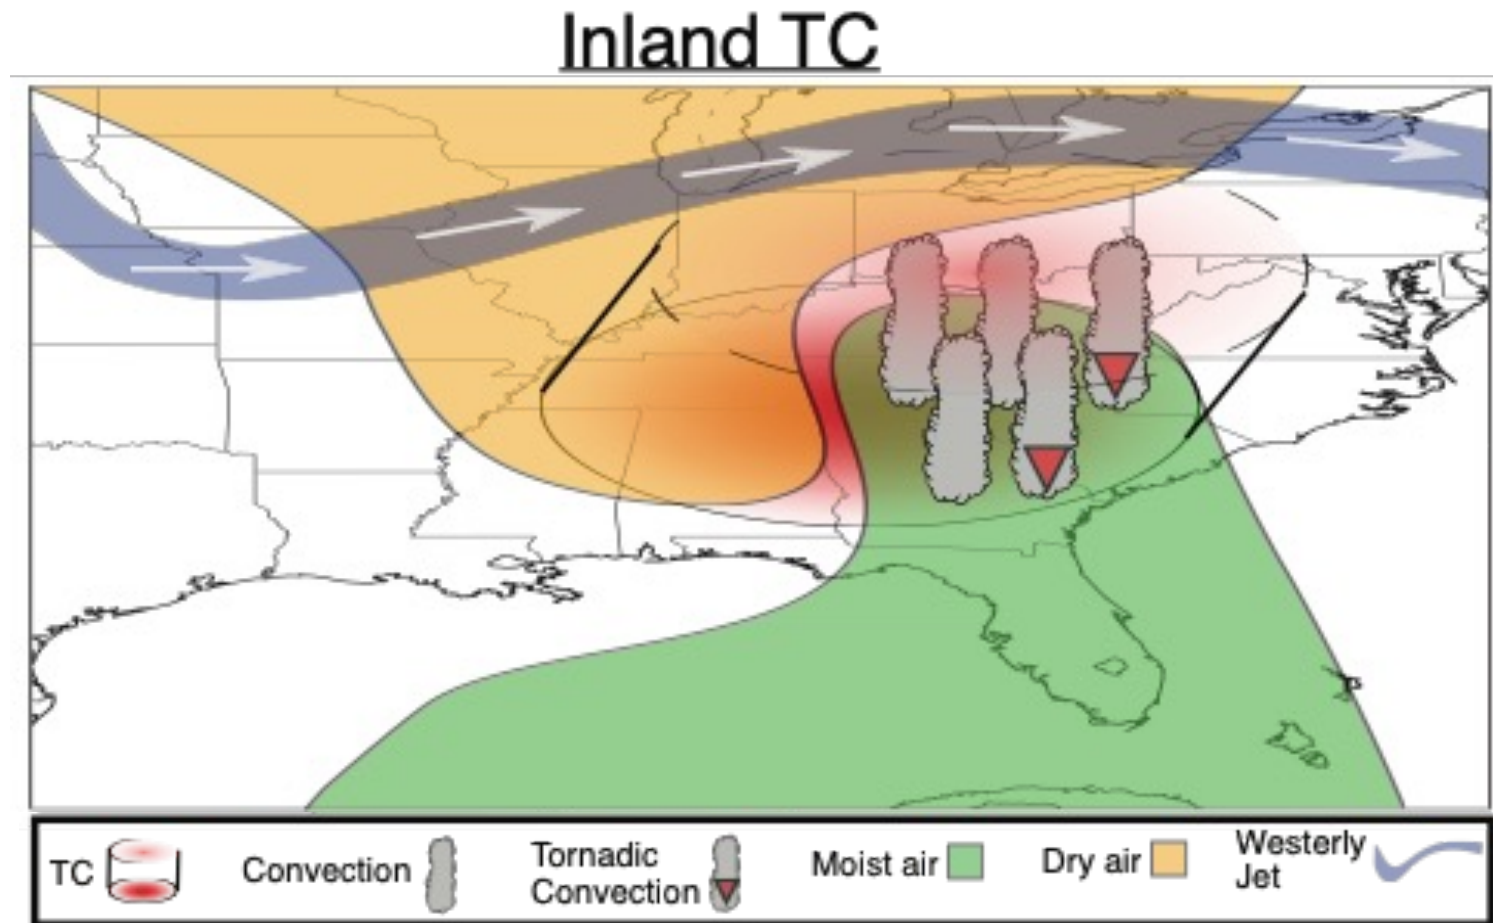 Inland TC
TC
Convection
Tornadic
Convection
Moist air
Dry air
Westerly
Jet